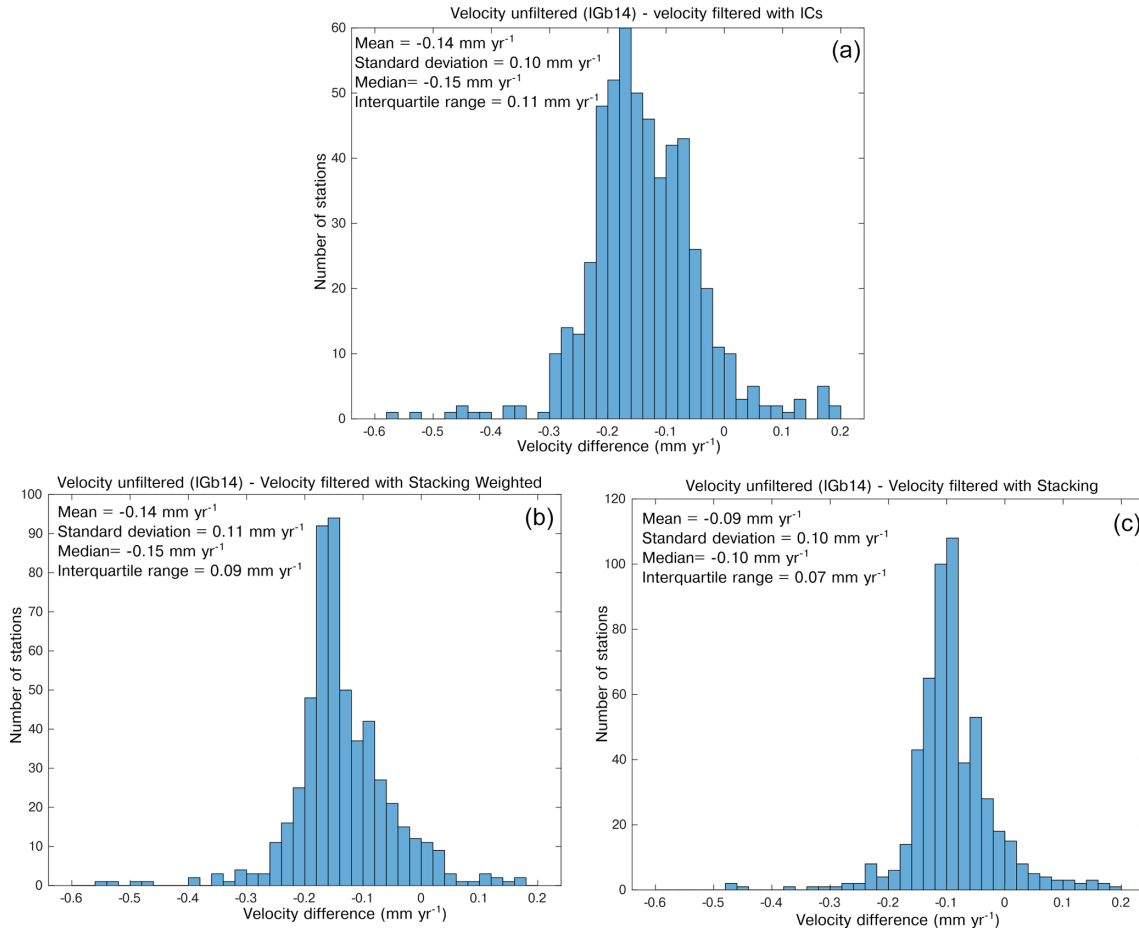 Velocity unfiltered (IGb14) - velocity filtered with ICs
(a)
Mean = -0.14 mm yr⁻¹
Standard deviation = 0.10 mm yr⁻¹
Median= -0.15 mm yr⁻¹
Interquartile range = 0.11 mm yr⁻¹
Number of stations
60
50
40
30
20
10
0
-0.6 -0.5 -0.4 -0.3 -0.2 -0.1 0 0.1 0.2
Velocity difference (mm yr⁻¹)
Velocity unfiltered (IGb14) - Velocity filtered with Stacking Weighted
(b)
Mean = -0.14 mm yr⁻¹
Standard deviation = 0.11 mm yr⁻¹
Median= -0.15 mm yr⁻¹
Interquartile range = 0.09 mm yr⁻¹
Number of stations
100
90
80
70
60
50
40
30
20
10
0
-0.6 -0.5 -0.4 -0.3 -0.2 -0.1 0 0.1 0.2
Velocity difference (mm yr⁻¹)
Velocity unfiltered (IGb14) - Velocity filtered with Stacking
(c)
Mean = -0.09 mm yr⁻¹
Standard deviation = 0.10 mm yr⁻¹
Median= -0.10 mm yr⁻¹
Interquartile range = 0.07 mm yr⁻¹
Number of stations
120
100
80
60
40
20
0
-0.6 -0.5 -0.4 -0.3 -0.2 -0.1 0 0.1 0.2
Velocity difference (mm yr⁻¹)